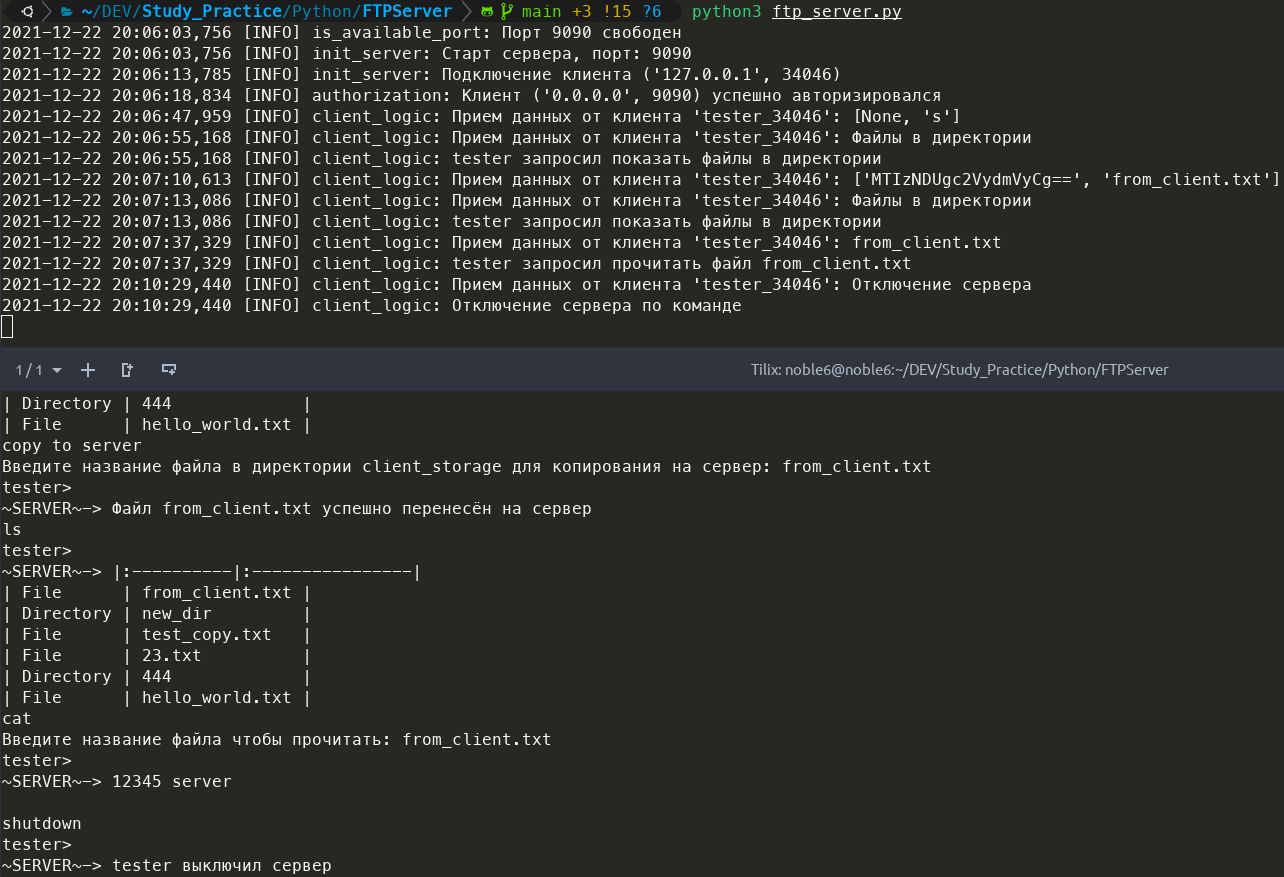 ~/DEV/Study_Practice/Python/FTPServer main +3 !15 ?6 python3 ftp_server.py
2021-12-22 20:06:03,756 [INFO] is_available_port: Порт 9090 свободен
2021-12-22 20:06:03,756 [INFO] init_server: Старт сервера, порт: 9090
2021-12-22 20:06:13,785 [INFO] init_server: Подключение клиента ('127.0.0.1', 34046)
2021-12-22 20:06:18,834 [INFO] authorization: Клиент ('0.0.0.0', 9090) успешно авторизировался
2021-12-22 20:06:47,959 [INFO] client_logic: Прием данных от клиента 'tester_34046': [None, 's']
2021-12-22 20:06:55,168 [INFO] client_logic: Прием данных от клиента 'tester_34046': Файлы в директории
2021-12-22 20:06:55,168 [INFO] client_logic: tester запросил показать файлы в директории
2021-12-22 20:07:10,613 [INFO] client_logic: Прием данных от клиента 'tester_34046': ['MTIzNDUgc2VydmVyCg==', 'from_client.txt']
2021-12-22 20:07:13,086 [INFO] client_logic: Прием данных от клиента 'tester_34046': Файлы в директории
2021-12-22 20:07:13,086 [INFO] client_logic: tester запросил показать файлы в директории
2021-12-22 20:07:37,329 [INFO] client_logic: Прием данных от клиента 'tester_34046': from_client.txt
2021-12-22 20:07:37,329 [INFO] client_logic: tester запросил прочитать файл from_client.txt
2021-12-22 20:10:29,440 [INFO] client_logic: Прием данных от клиента 'tester_34046': Отключение сервера
2021-12-22 20:10:29,440 [INFO] client_logic: Отключение сервера по команде
1 / 1 Tilix: noble6@noble6:~/DEV/Study_Practice/Python/FTPServer
| Directory | 444             |
| File      | hello_world.txt |
copy to server
Введите название файла в директории client_storage для копирования на сервер: from_client.txt
tester>
~SERVER~-> Файл from_client.txt успешно перенесён на сервер
ls
tester>
~SERVER~-> |:----------|:----------------|
| File      | from_client.txt |
| Directory | new_dir         |
| File      | test_copy.txt   |
| File      | 23.txt          |
| Directory | 444             |
| File      | hello_world.txt |
cat
Введите название файла чтобы прочитать: from_client.txt
tester>
~SERVER~-> 12345 server
shutdown
tester>
~SERVER~-> tester выключил сервер